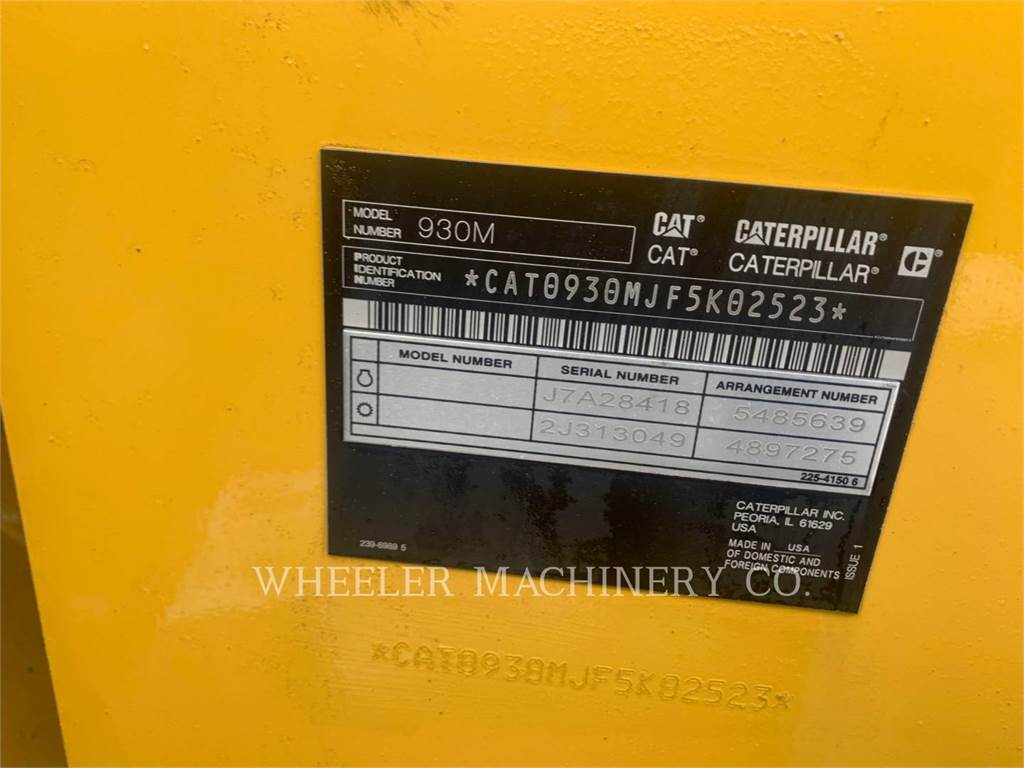 MODEL NUMBER 930M
CAT® CATERPILLAR®
CAT® CATERPILLAR®
PRODUCT IDENTIFICATION NUMBER *CAT0930MJF5K02523*
MODEL NUMBER SERIAL NUMBER ARRANGEMENT NUMBER
J7A28418 5485639
2J313049 4897275
225-4150 6
CATERPILLAR INC.
PEORIA, IL 61629
USA
MADE IN USA
OF DOMESTIC AND
FOREIGN COMPONENTS
ISSUE 1
239-6969 5
WHEELER MACHINERY CO.
*CAT0930MJF5K02523*